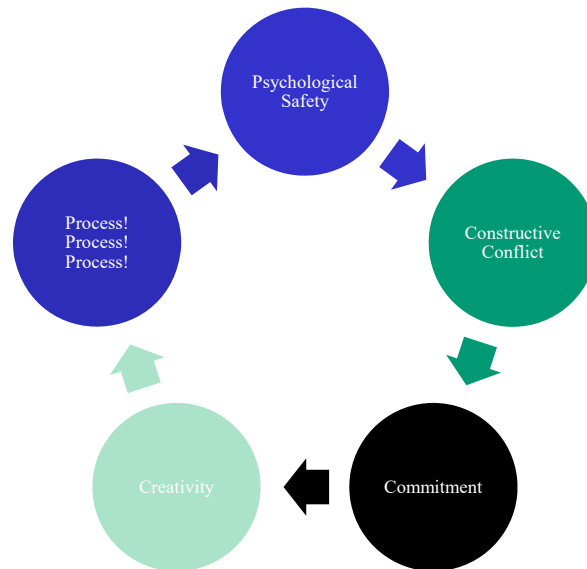 Psychological
Safety
Constructive
Conflict
Commitment
Creativity
Process!
Process!
Process!